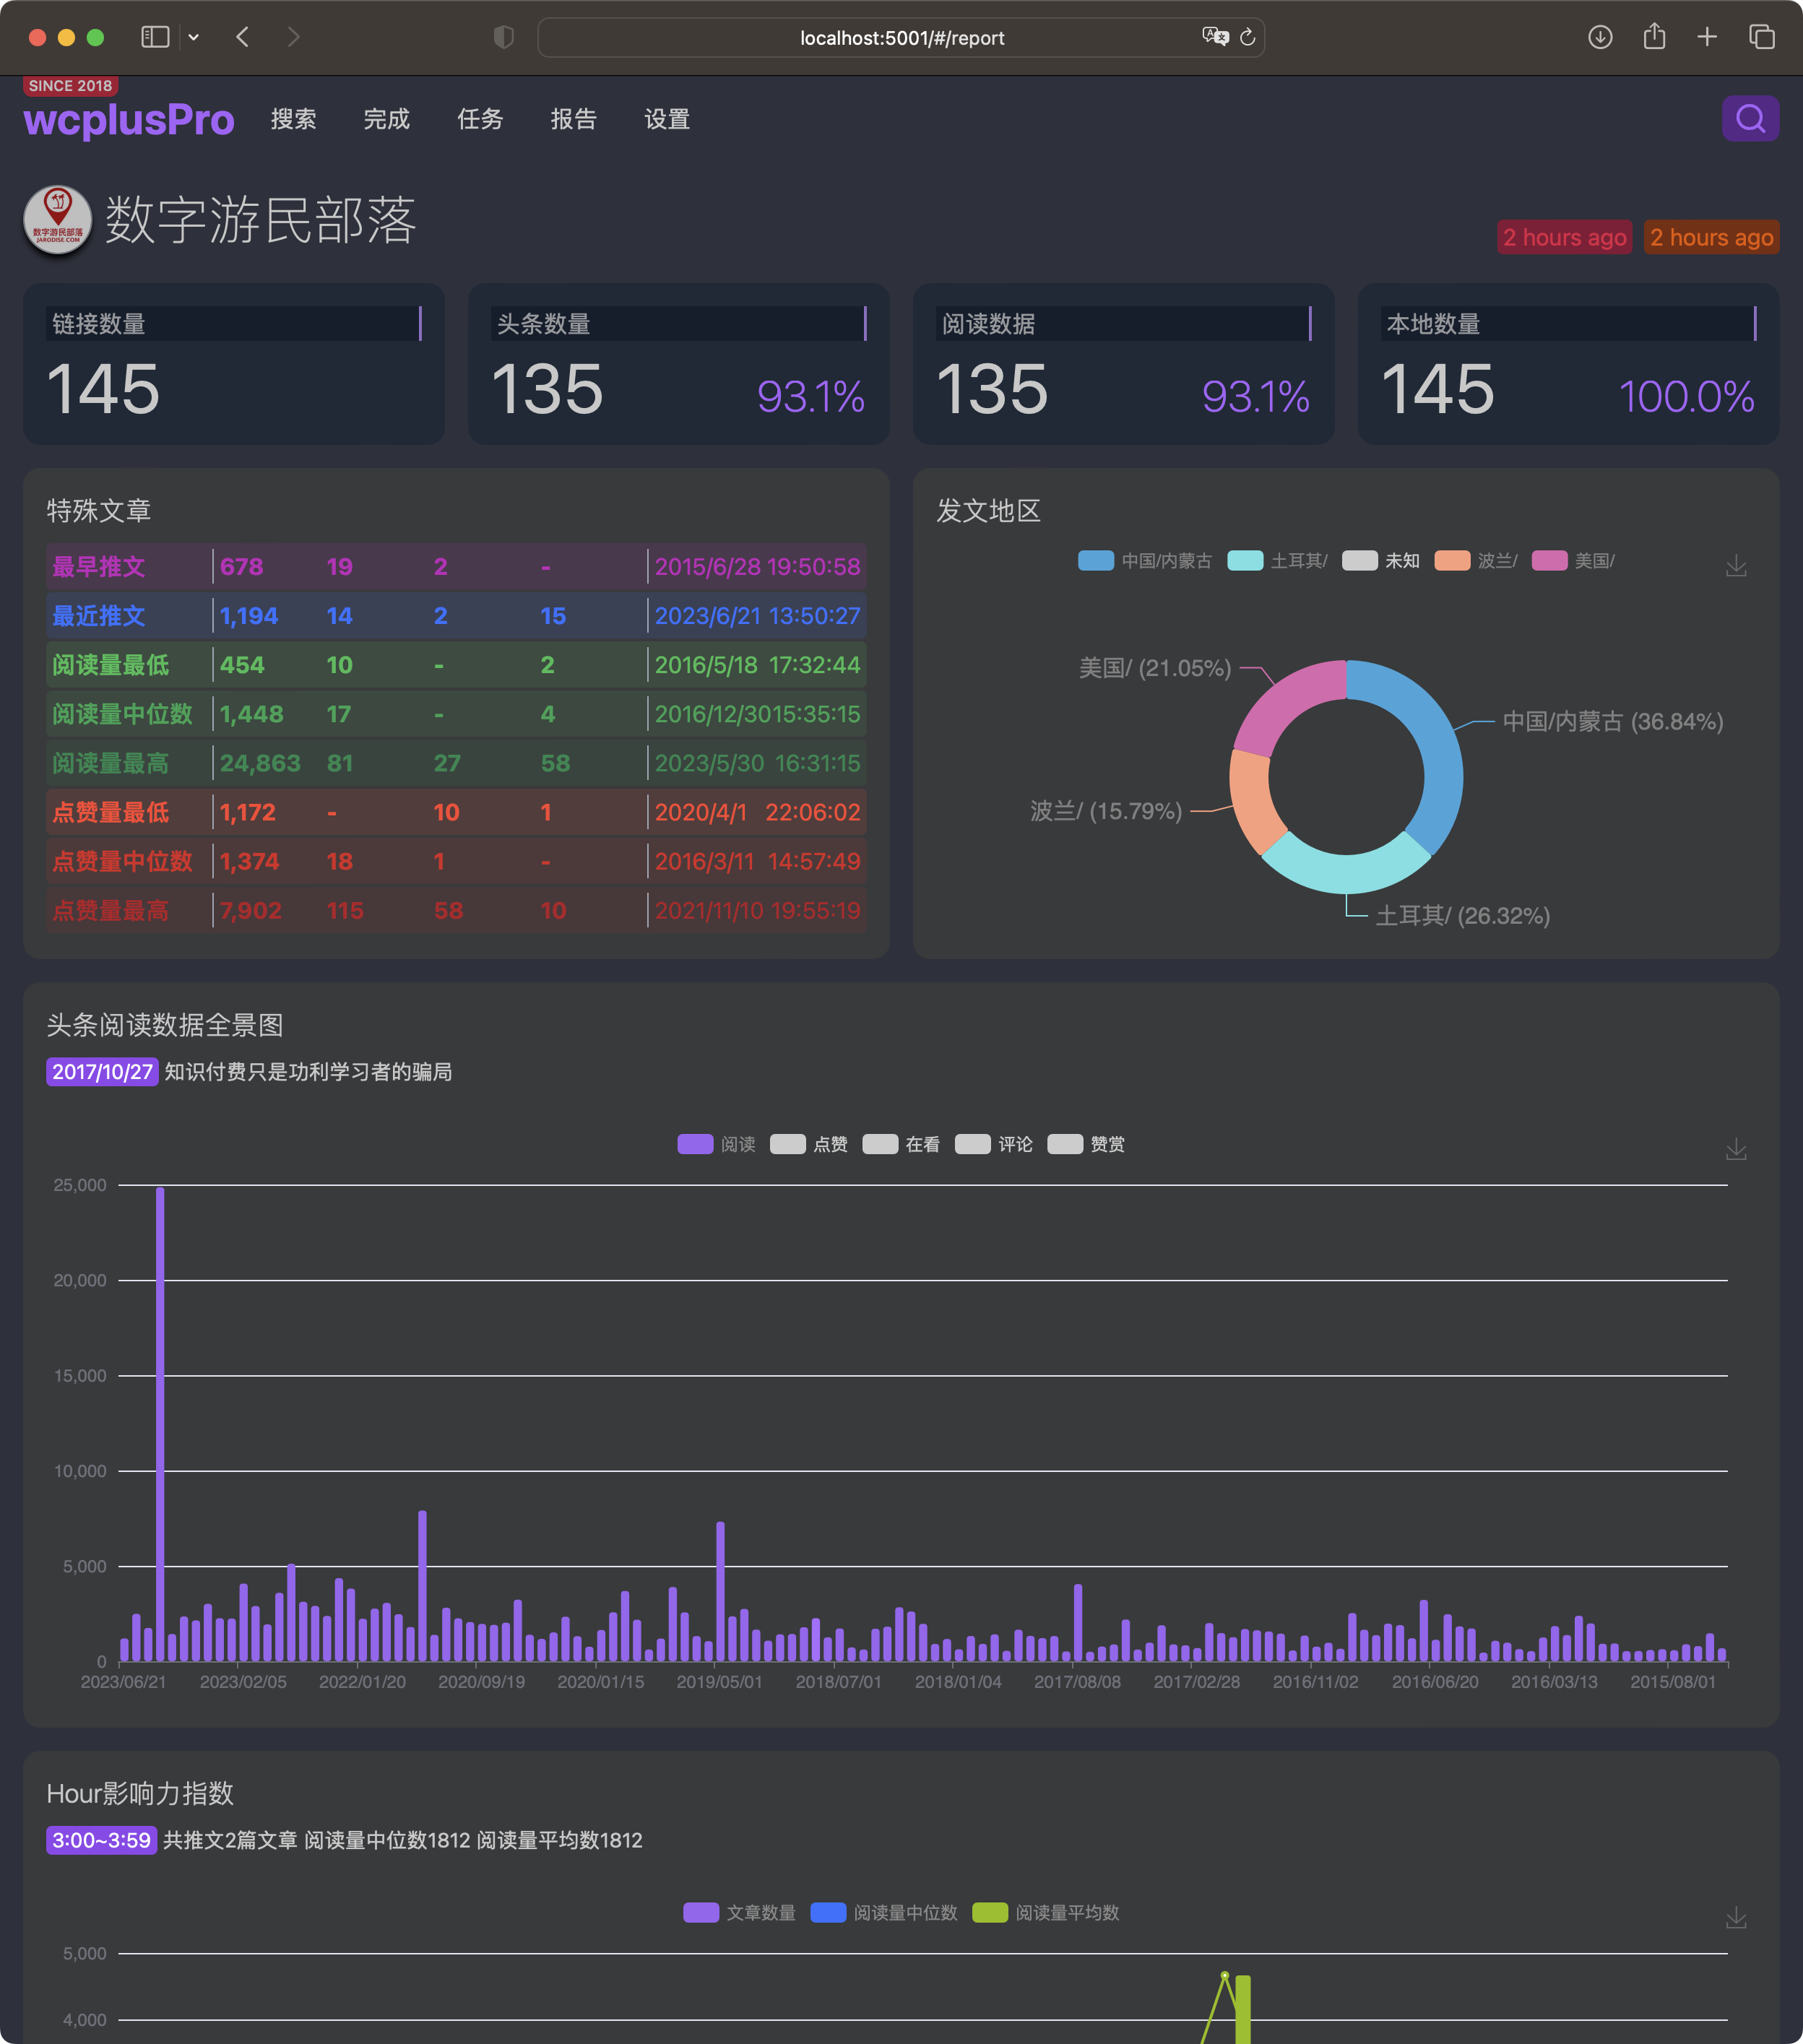 localhost:5001/#/report
SINCE 2018
wcplusPro 搜索 完成 任务 报告 设置
数字游民部落
JARODISE.COM
数字游民部落
2 hours ago 2 hours ago
链接数量
145
头条数量
135 93.1%
阅读数据
135 93.1%
本地数量
145 100.0%
特殊文章
最早推文 678 19 2 - 2015/6/28 19:50:58
最近推文 1,194 14 2 15 2023/6/21 13:50:27
阅读量最低 454 10 - 2 2016/5/18 17:32:44
阅读量中位数 1,448 17 - 4 2016/12/30 15:35:15
阅读量最高 24,863 81 27 58 2023/5/30 16:31:15
点赞量最低 1,172 - 10 1 2020/4/1 22:06:02
点赞量中位数 1,374 18 1 - 2016/3/11 14:57:49
点赞量最高 7,902 115 58 10 2021/11/10 19:55:19
发文地区
中国/内蒙古 土耳其/ 未知 波兰/ 美国/
美国/ (21.05%)
中国/内蒙古 (36.84%)
波兰/ (15.79%)
土耳其/ (26.32%)
头条阅读数据全景图
2017/10/27 知识付费只是功利学习者的骗局
阅读 点赞 在看 评论 赞赏
25,000
20,000
15,000
10,000
5,000
0
2023/06/21 2023/02/05 2022/01/20 2020/09/19 2020/01/15 2019/05/01 2018/07/01 2018/01/04 2017/08/08 2017/02/28 2016/11/02 2016/06/20 2016/03/13 2015/08/01
Hour影响力指数
3:00~3:59 共推文2篇文章 阅读量中位数1812 阅读量平均数1812
文章数量 阅读量中位数 阅读量平均数
5,000
4,000